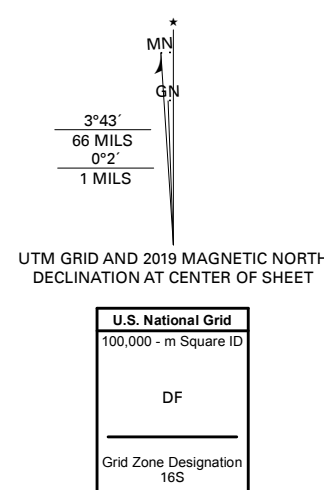 ★
MN
GN
3°43´
66 MILS
0°2´
1 MILS
UTM GRID AND 2019 MAGNETIC NORTH
DECLINATION AT CENTER OF SHEET
U.S. National Grid
100,000 - m Square ID
DF
Grid Zone Designation
16S